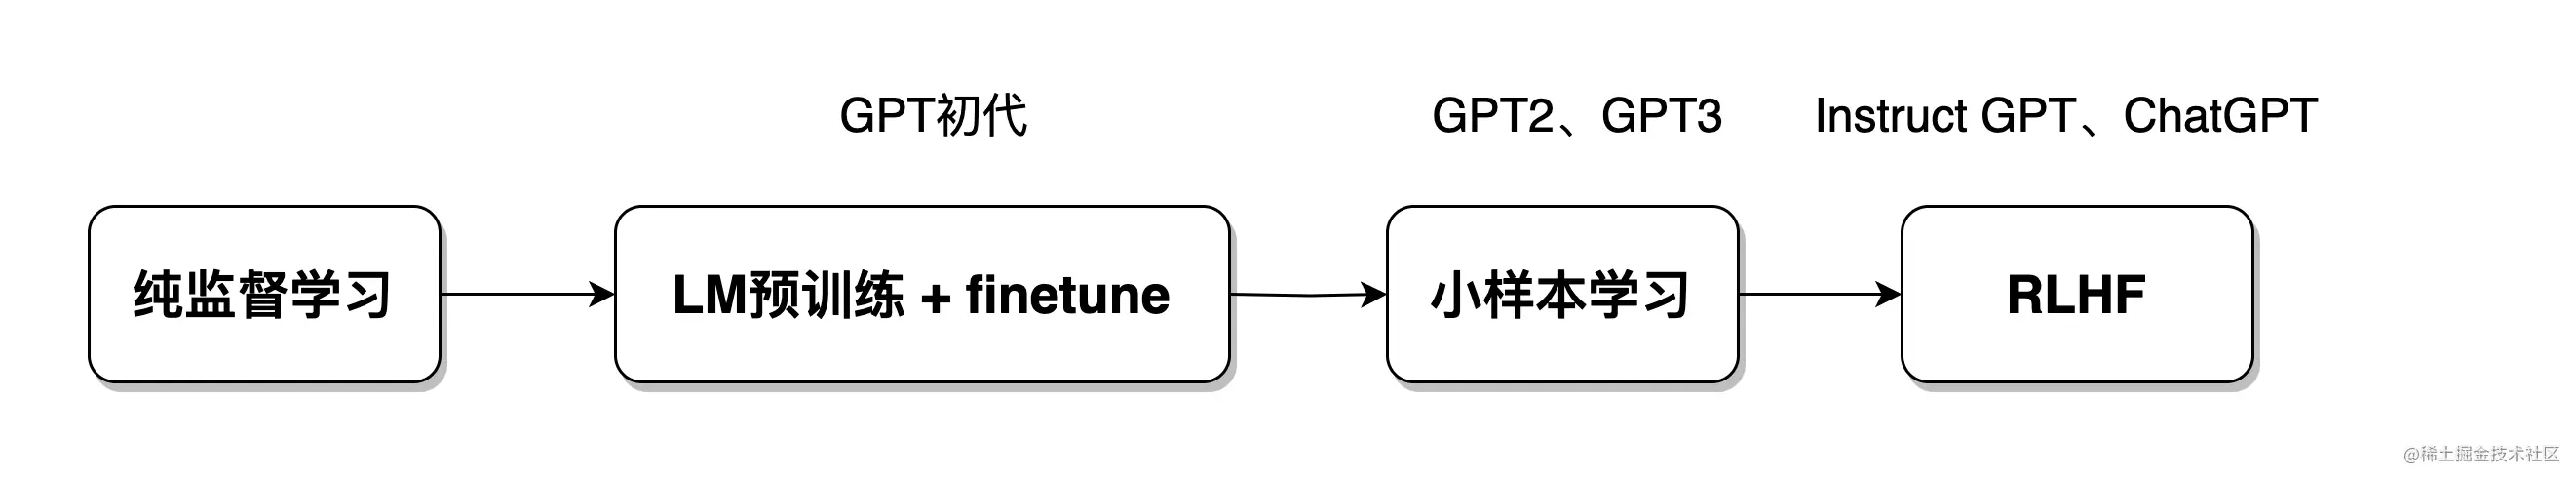 GPT初代
GPT2、GPT3
Instruct GPT、ChatGPT
纯监督学习
LM预训练 + finetune
小样本学习
RLHF
@稀土掘金技术社区